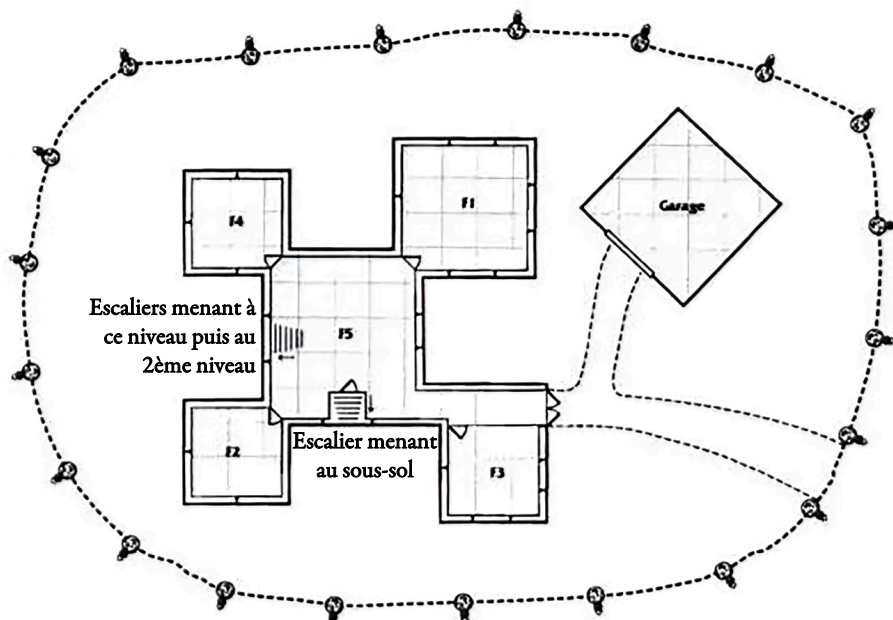 F1
Garage
F4
Escaliers menant à
ce niveau puis au
2ème niveau
F5
Escalier menant
au sous-sol
F2
F3